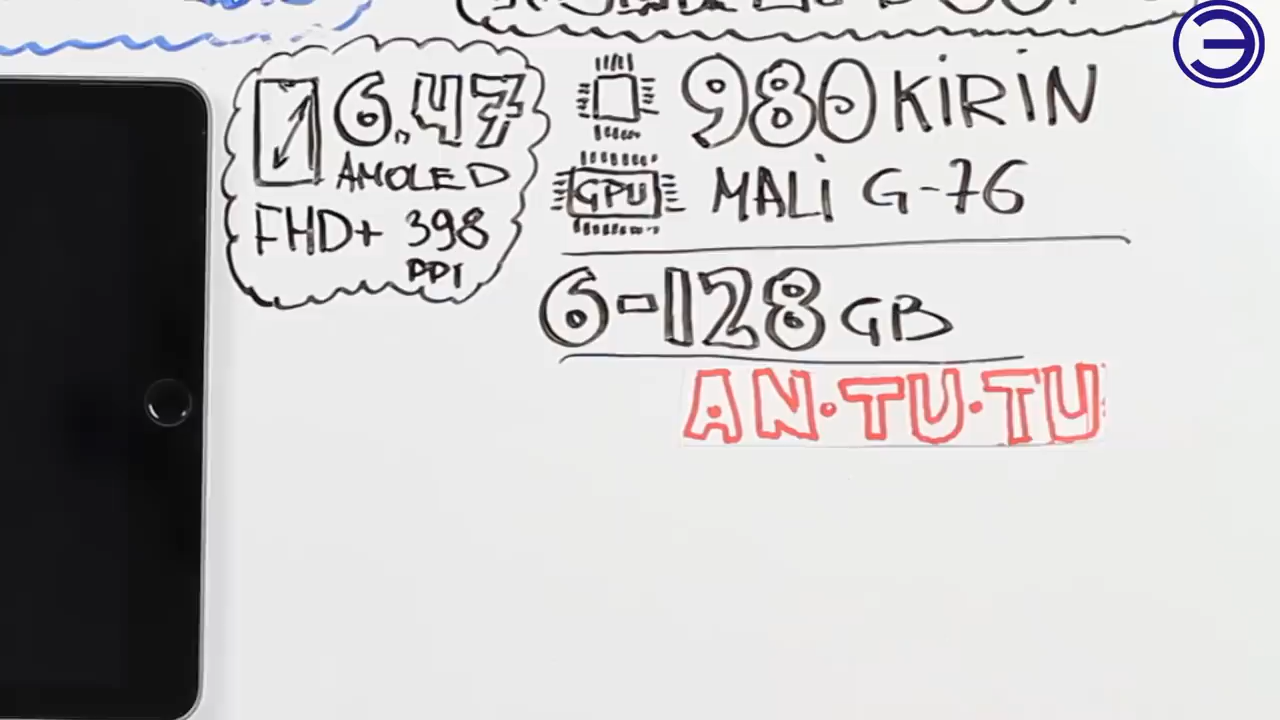 6,47
AMOLED
FHD+ 398
PPI
980 KIRIN
GPU MALI G-76
6-128 GB
AN·TU·TU
Э